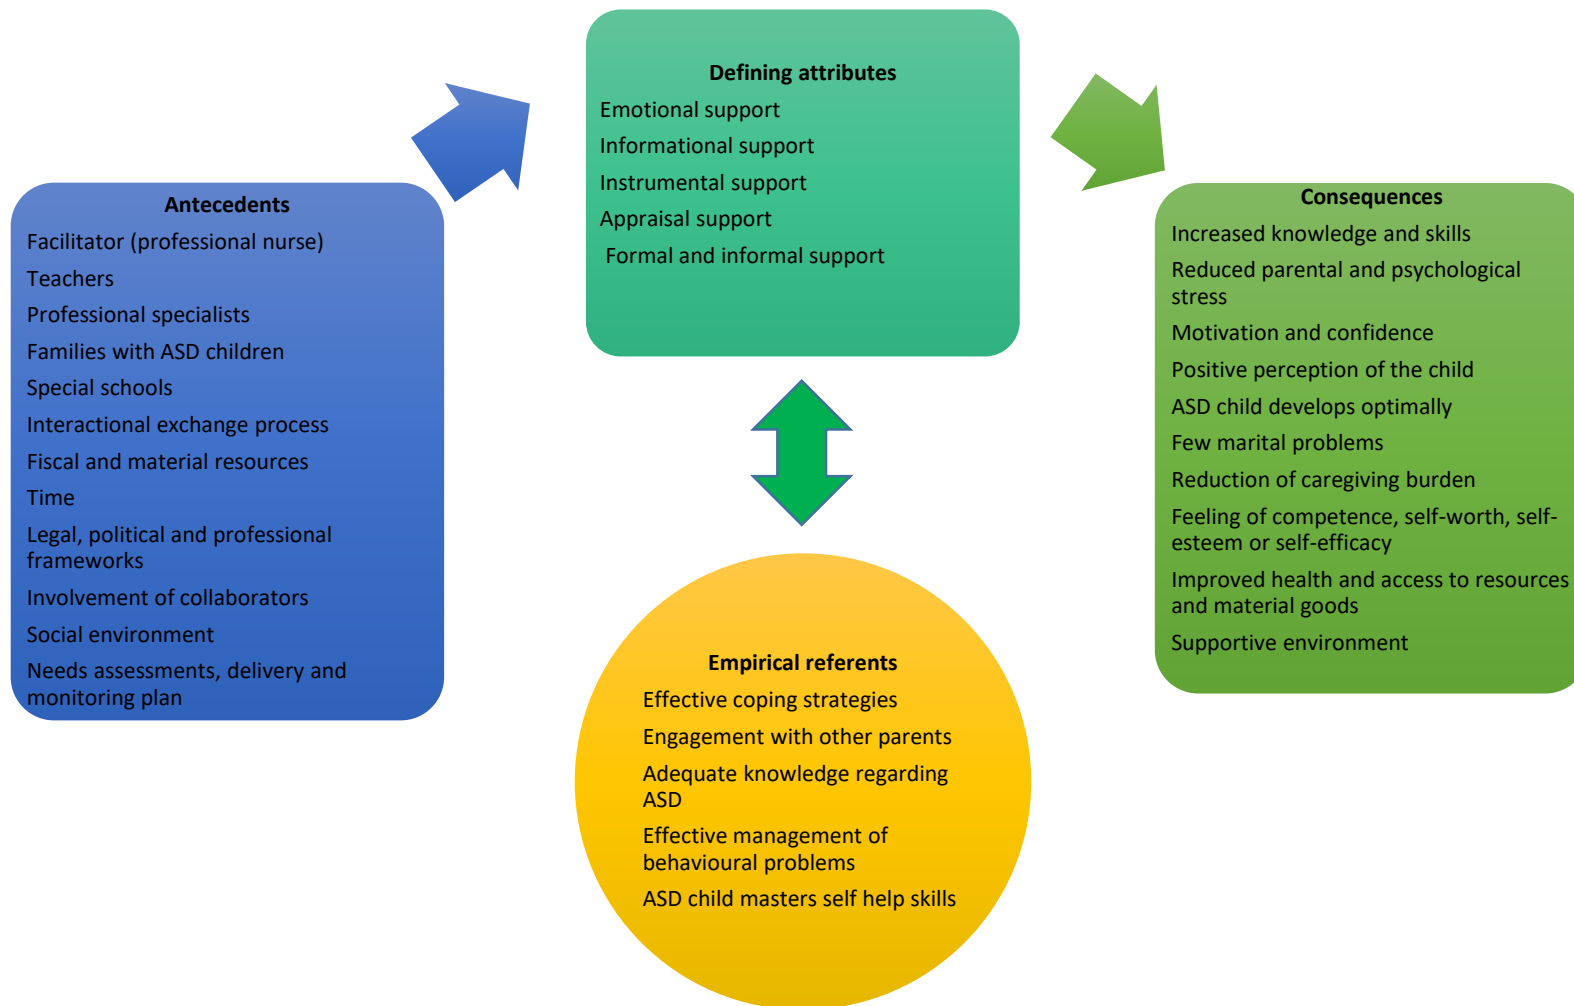 Defining attributes
Emotional support
Informational support
Instrumental support
Appraisal support
Formal and informal support
Antecedents
Facilitator (professional nurse)
Teachers
Professional specialists
Families with ASD children
Special schools
Interactional exchange process
Fiscal and material resources
Time
Legal, political and professional
frameworks
Involvement of collaborators
Social environment
Needs assessments, delivery and
monitoring plan
Consequences
Increased knowledge and skills
Reduced parental and psychological
stress
Motivation and confidence
Positive perception of the child
ASD child develops optimally
Few marital problems
Reduction of caregiving burden
Feeling of competence, self-worth, self-
esteem or self-efficacy
Improved health and access to resources
and material goods
Supportive environment
Empirical referents
Effective coping strategies
Engagement with other parents
Adequate knowledge regarding
ASD
Effective management of
behavioural problems
ASD child masters self help skills